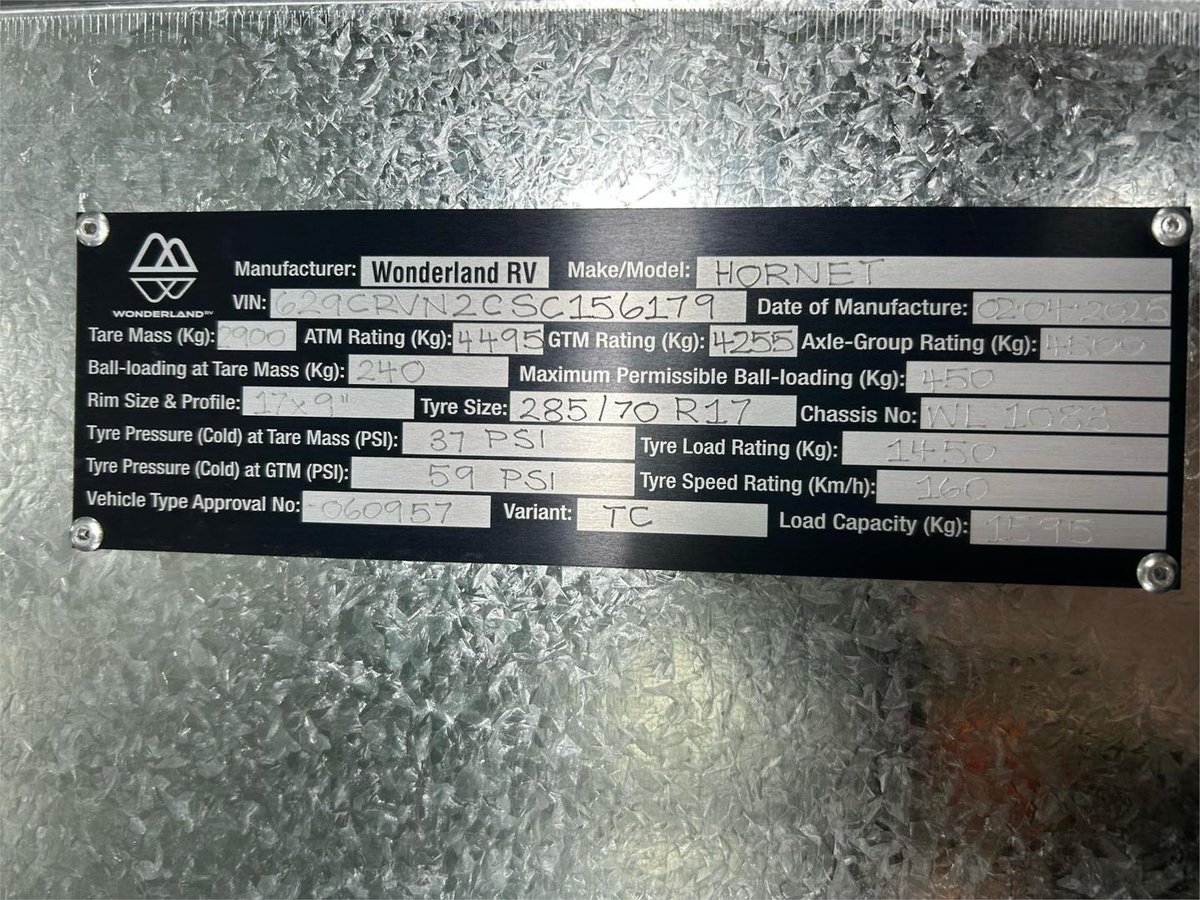 WONDERLAND RV
Manufacturer: Wonderland RV Make/Model: HORNET
VIN: 629CRVN2CSC156179 Date of Manufacture: 02·04·2025
Tare Mass (Kg): 2900 ATM Rating (Kg): 4495 GTM Rating (Kg): 4255 Axle-Group Rating (Kg): 4500
Ball-loading at Tare Mass (Kg): 240 Maximum Permissible Ball-loading (Kg): 450
Rim Size & Profile: 17x9" Tyre Size: 285/70 R17 Chassis No: WL 1082
Tyre Pressure (Cold) at Tare Mass (PSI): 37 PSI Tyre Load Rating (Kg): 1450
Tyre Pressure (Cold) at GTM (PSI): 59 PSI Tyre Speed Rating (Km/h): 160
Vehicle Type Approval No: -060957 Variant: TC Load Capacity (Kg): 1595